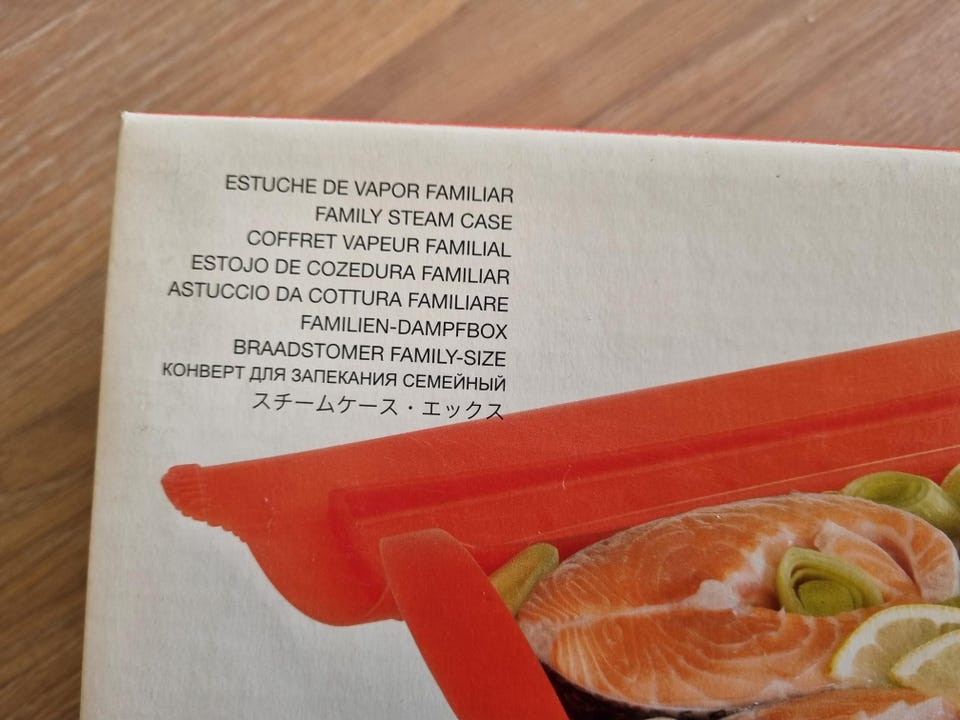 ESTUCHE DE VAPOR FAMILIAR
FAMILY STEAM CASE
COFFRET VAPEUR FAMILIAL
ESTOJO DE COZEDURA FAMILIAR
ASTUCCIO DA COTTURA FAMILIARE
FAMILIEN-DAMPFBOX
BRAADSTOMER FAMILY-SIZE
КОНВЕРТ ДЛЯ ЗАПЕКАНИЯ СЕМЕЙНЫЙ
スチームケース・エックス